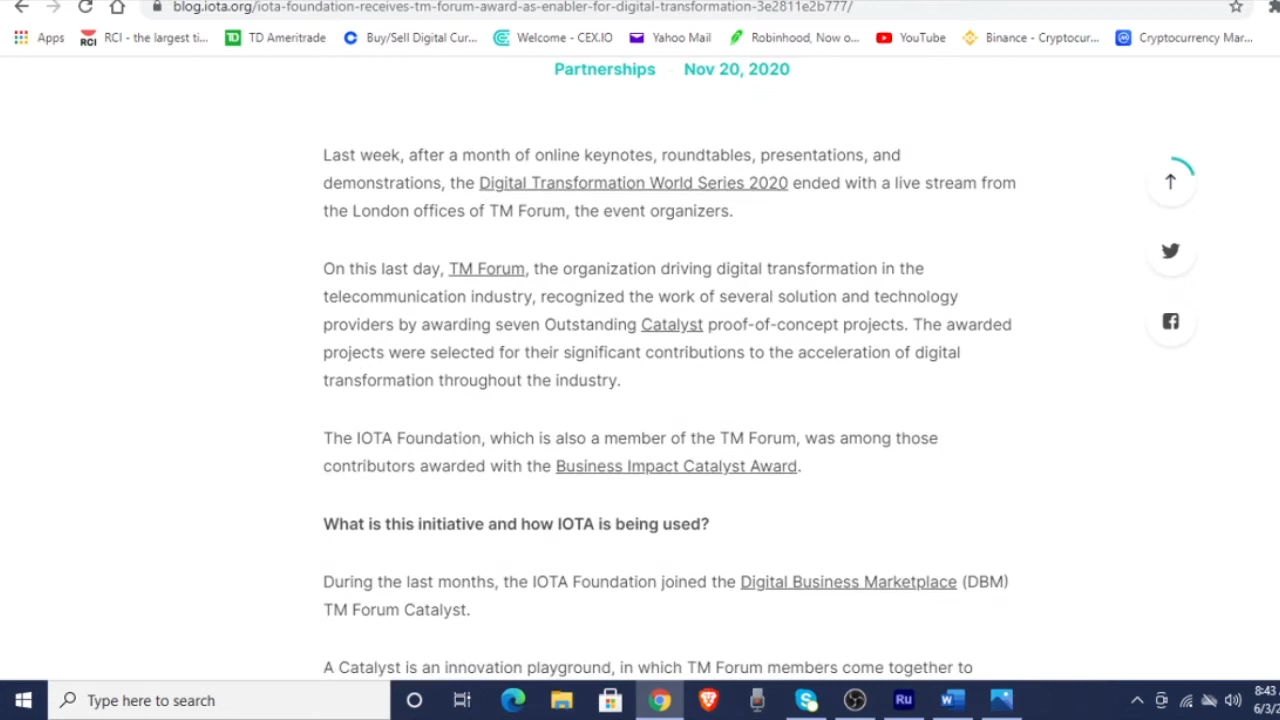 blog.iota.org/iota-foundation-receives-tm-forum-award-as-enabler-for-digital-transformation-3e2811e2b777/
Apps RCI - the largest ti... TD Ameritrade Buy/Sell Digital Cur... Welcome - CEX.IO Yahoo Mail Robinhood, Now o... YouTube Binance - Cryptocur... Cryptocurrency Mar...
Partnerships Nov 20, 2020
Last week, after a month of online keynotes, roundtables, presentations, and
demonstrations, the Digital Transformation World Series 2020 ended with a live stream from
the London offices of TM Forum, the event organizers.
On this last day, TM Forum, the organization driving digital transformation in the
telecommunication industry, recognized the work of several solution and technology
providers by awarding seven Outstanding Catalyst proof-of-concept projects. The awarded
projects were selected for their significant contributions to the acceleration of digital
transformation throughout the industry.
The IOTA Foundation, which is also a member of the TM Forum, was among those
contributors awarded with the Business Impact Catalyst Award.
What is this initiative and how IOTA is being used?
During the last months, the IOTA Foundation joined the Digital Business Marketplace (DBM)
TM Forum Catalyst.
A Catalyst is an innovation playground, in which TM Forum members come together to
Type here to search
Ru
8:43
6/3/2